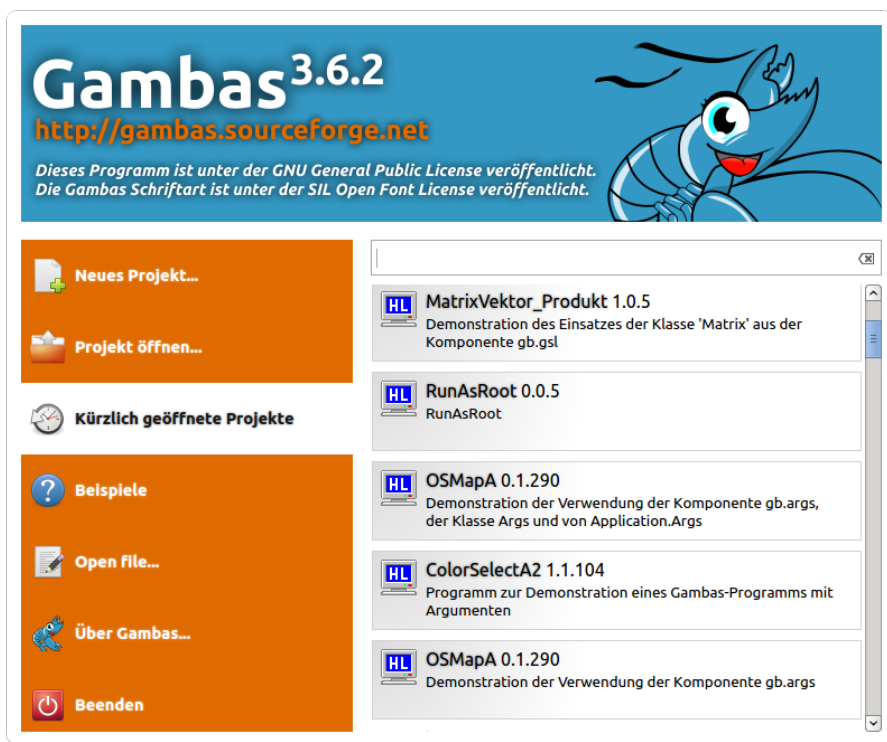 Gambas 3.6.2
http://gambas.sourceforge.net
Dieses Programm ist unter der GNU General Public License veröffentlicht.
Die Gambas Schriftart ist unter der SIL Open Font License veröffentlicht.
Neues Projekt...
Projekt öffnen...
Kürzlich geöffnete Projekte
Beispiele
Open file...
Über Gambas...
Beenden
HL
MatrixVektor_Produkt 1.0.5
Demonstration des Einsatzes der Klasse 'Matrix' aus der
Komponente gb.gsl
HL
RunAsRoot 0.0.5
RunAsRoot
HL
OSMapA 0.1.290
Demonstration der Verwendung der Komponente gb.args,
der Klasse Args und von Application.Args
HL
ColorSelectA2 1.1.104
Programm zur Demonstration eines Gambas-Programms mit
Argumenten
HL
OSMapA 0.1.290
Demonstration der Verwendung der Komponente gb.args